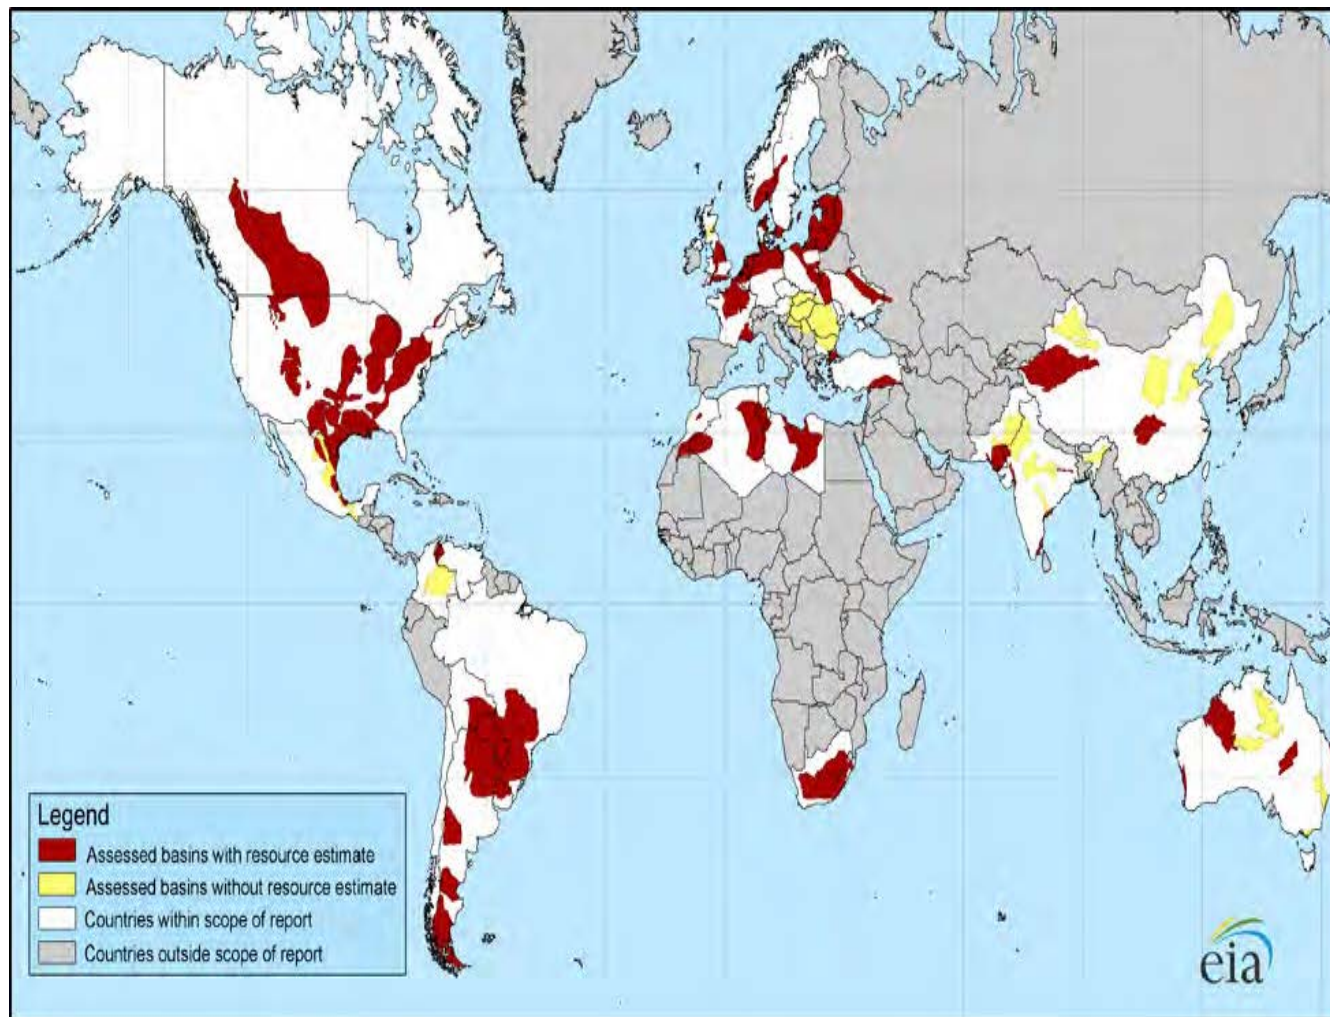 Legend
Assessed basins with resource estimate
Assessed basins without resource estimate
Countries within scope of report
Countries outside scope of report
eia